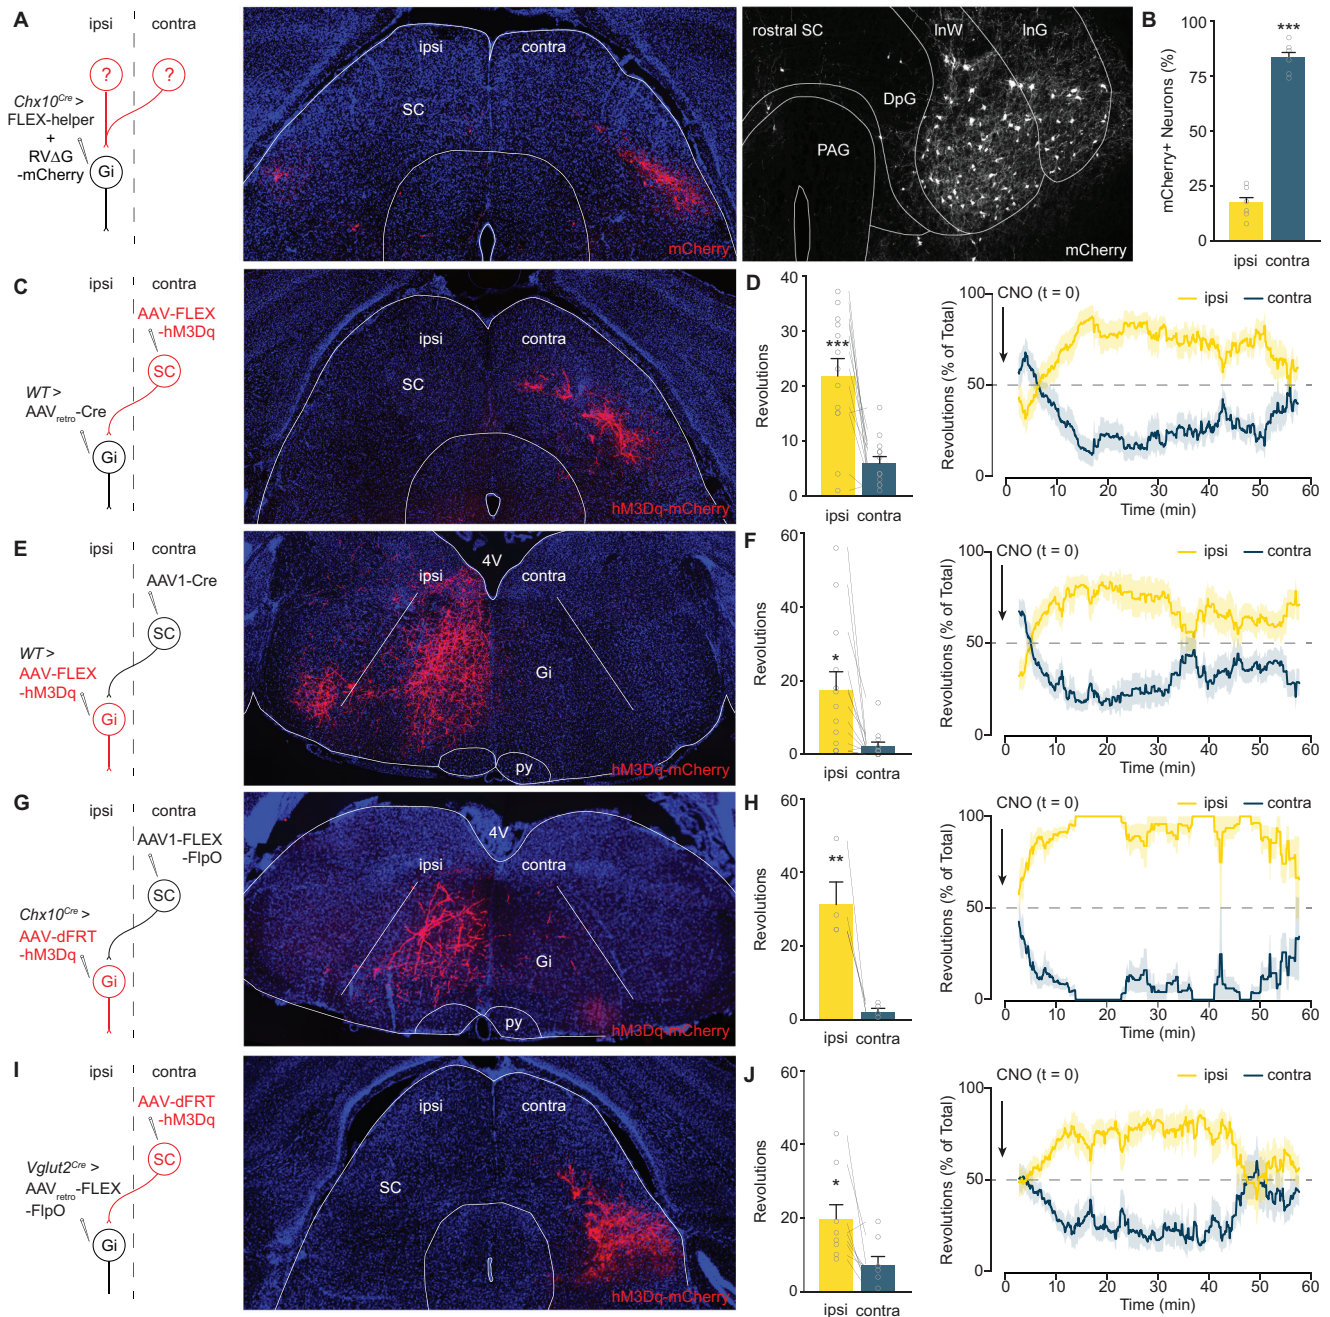 A
ipsi
contra
?
?
Chx10Cre >
FLEX-helper
+
RVΔG
-mCherry
Gi
ipsi
contra
SC
mCherry
rostral SC
InW
InG
DpG
PAG
mCherry
B
mCherry+ Neurons (%)
100
75
50
25
0
***
ipsi
contra
C
ipsi
contra
AAV-FLEX
-hM3Dq
SC
WT >
AAVretro-Cre
Gi
ipsi
contra
SC
hM3Dq-mCherry
D
Revolutions
40
30
20
10
0
***
ipsi
contra
CNO (t = 0)
ipsi
contra
Revolutions (% of Total)
100
50
0
0 10 20 30 40 50 60
Time (min)
E
ipsi
contra
AAV1-Cre
SC
WT >
AAV-FLEX
-hM3Dq
Gi
4V
ipsi
contra
Gi
py
hM3Dq-mCherry
F
Revolutions
60
40
20
0
*
ipsi
contra
CNO (t = 0)
ipsi
contra
Revolutions (% of Total)
100
50
0
0 10 20 30 40 50 60
Time (min)
G
ipsi
contra
AAV1-FLEX
-FlpO
SC
Chx10Cre >
AAV-dFRT
-hM3Dq
Gi
4V
ipsi
contra
Gi
py
hM3Dq-mCherry
H
Revolutions
60
40
20
0
**
ipsi
contra
CNO (t = 0)
ipsi
contra
Revolutions (% of Total)
100
50
0
0 10 20 30 40 50 60
Time (min)
I
ipsi
contra
AAV-dFRT
-hM3Dq
SC
Vglut2Cre >
AAVretro-FLEX
-FlpO
Gi
ipsi
contra
SC
hM3Dq-mCherry
J
Revolutions
60
40
20
0
*
ipsi
contra
CNO (t = 0)
ipsi
contra
Revolutions (% of Total)
100
50
0
0 10 20 30 40 50 60
Time (min)